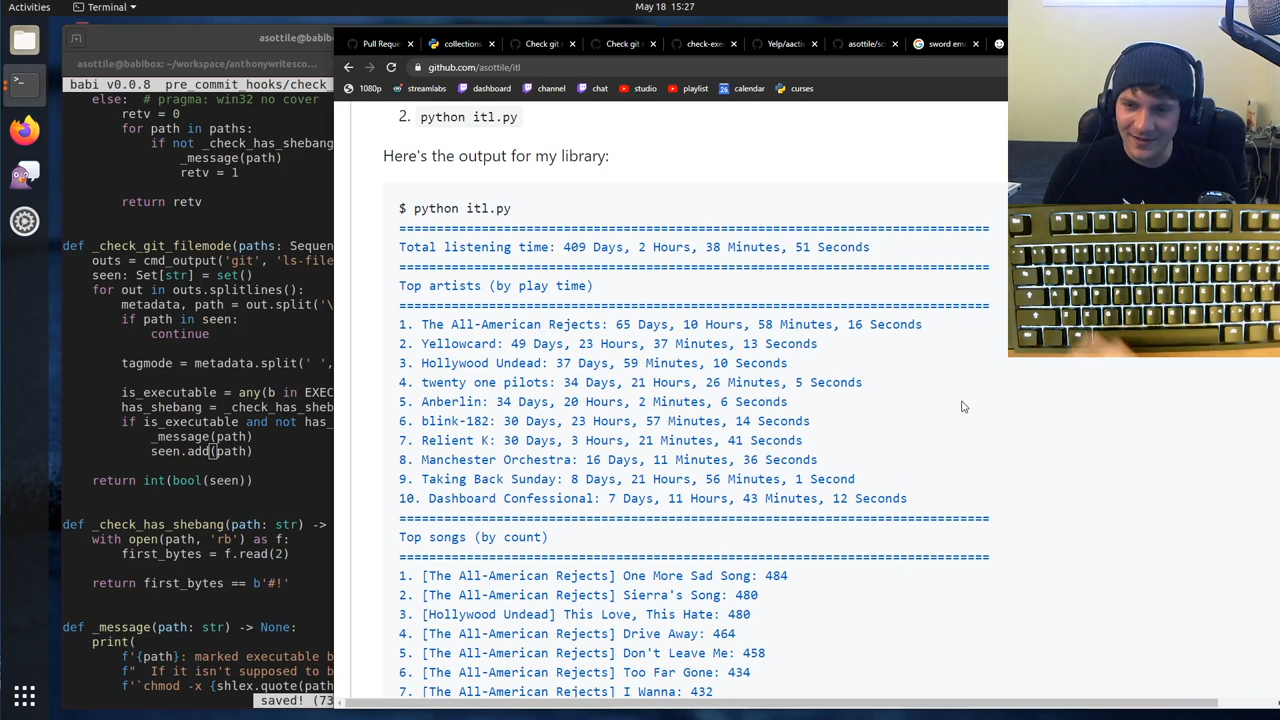 Activities
Terminal
May 18 15:27
asottile@babi
asottile@babibox: ~/workspace/anthonywritesco...
babi v0.0.8 pre_commit_hooks/check
else: # pragma: win32 no cover
retv = 0
for path in paths:
if not _check_has_shebang
_message(path)
retv = 1
return retv
def _check_git_filemode(paths: Sequen
outs = cmd_output('git', 'ls-file
seen: Set[str] = set()
for out in outs.splitlines():
metadata, path = out.split('\
if path in seen:
continue
tagmode = metadata.split(' ',
is_executable = any(b in EXEC
has_shebang = _check_has_sheb
if is_executable and not has_
_message(path)
seen.add(path)
return int(bool(seen))
def _check_has_shebang(path: str) ->
with open(path, 'rb') as f:
first_bytes = f.read(2)
return first_bytes == b'#!'
def _message(path: str) -> None:
print(
f'{path}: marked executable b
f" If it isn't supposed to b
f'`chmod -x {shlex.quote(path
saved! (73
Pull Reque
collections
Check git
Check git
check-exe
Yelp/aactiv
asottile/sc
sword emo
github.com/asottile/itl
1080p
streamlabs
dashboard
channel
chat
studio
playlist
26
calendar
curses
2. python itl.py
Here's the output for my library:
$ python itl.py
===============================================================================
Total listening time: 409 Days, 2 Hours, 38 Minutes, 51 Seconds
===============================================================================
Top artists (by play time)
===============================================================================
1. The All-American Rejects: 65 Days, 10 Hours, 58 Minutes, 16 Seconds
2. Yellowcard: 49 Days, 23 Hours, 37 Minutes, 13 Seconds
3. Hollywood Undead: 37 Days, 59 Minutes, 10 Seconds
4. twenty one pilots: 34 Days, 21 Hours, 26 Minutes, 5 Seconds
5. Anberlin: 34 Days, 20 Hours, 2 Minutes, 6 Seconds
6. blink-182: 30 Days, 23 Hours, 57 Minutes, 14 Seconds
7. Relient K: 30 Days, 3 Hours, 21 Minutes, 41 Seconds
8. Manchester Orchestra: 16 Days, 11 Minutes, 36 Seconds
9. Taking Back Sunday: 8 Days, 21 Hours, 56 Minutes, 1 Second
10. Dashboard Confessional: 7 Days, 11 Hours, 43 Minutes, 12 Seconds
===============================================================================
Top songs (by count)
===============================================================================
1. [The All-American Rejects] One More Sad Song: 484
2. [The All-American Rejects] Sierra's Song: 480
3. [Hollywood Undead] This Love, This Hate: 480
4. [The All-American Rejects] Drive Away: 464
5. [The All-American Rejects] Don't Leave Me: 458
6. [The All-American Rejects] Too Far Gone: 434
7. [The All-American Rejects] I Wanna: 432